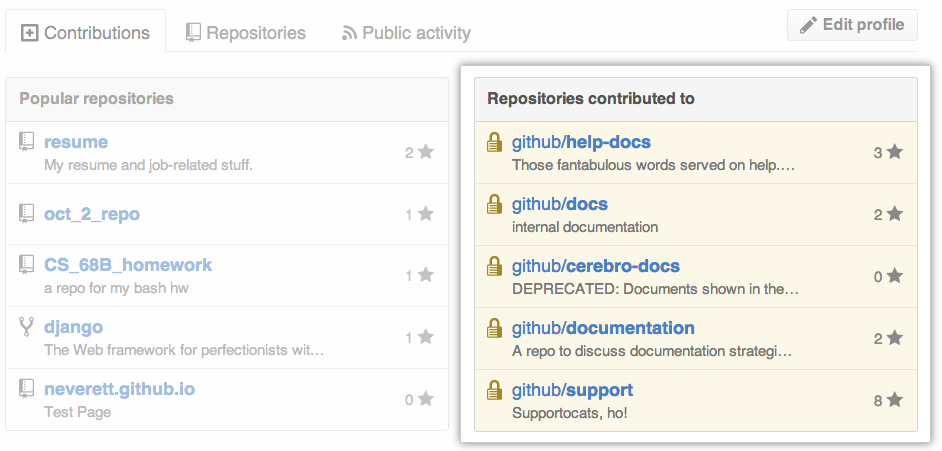 Contributions
Repositories
Public activity
Edit profile
Popular repositories
resume
My resume and job-related stuff.
2
oct_2_repo
1
CS_68B_homework
a repo for my bash hw
1
django
The Web framework for perfectionists wit…
1
neverett.github.io
Test Page
0
Repositories contributed to
github/help-docs
Those fantabulous words served on help.…
3
github/docs
internal documentation
2
github/cerebro-docs
DEPRECATED: Documents shown in the…
0
github/documentation
A repo to discuss documentation strategi…
2
github/support
Supportocats, ho!
8